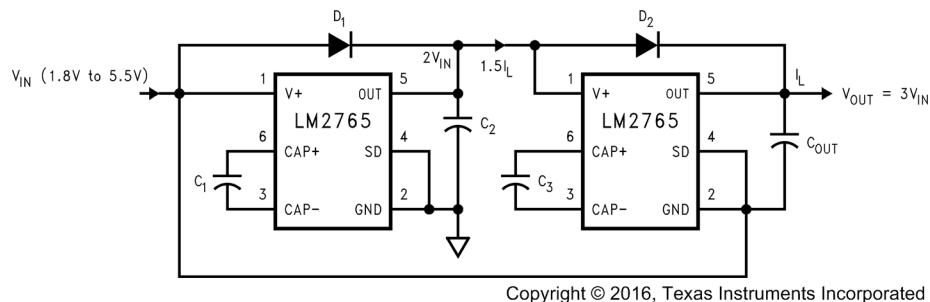 D1
D2
VIN (1.8V to 5.5V)
2VIN
1.5IL
IL
VOUT = 3VIN
1
V+
OUT
5
LM2765
6
CAP+
SD
4
C1
C2
3
CAP-
GND
2
1
V+
OUT
5
LM2765
6
CAP+
SD
4
C3
COUT
3
CAP-
GND
2
Copyright © 2016, Texas Instruments Incorporated